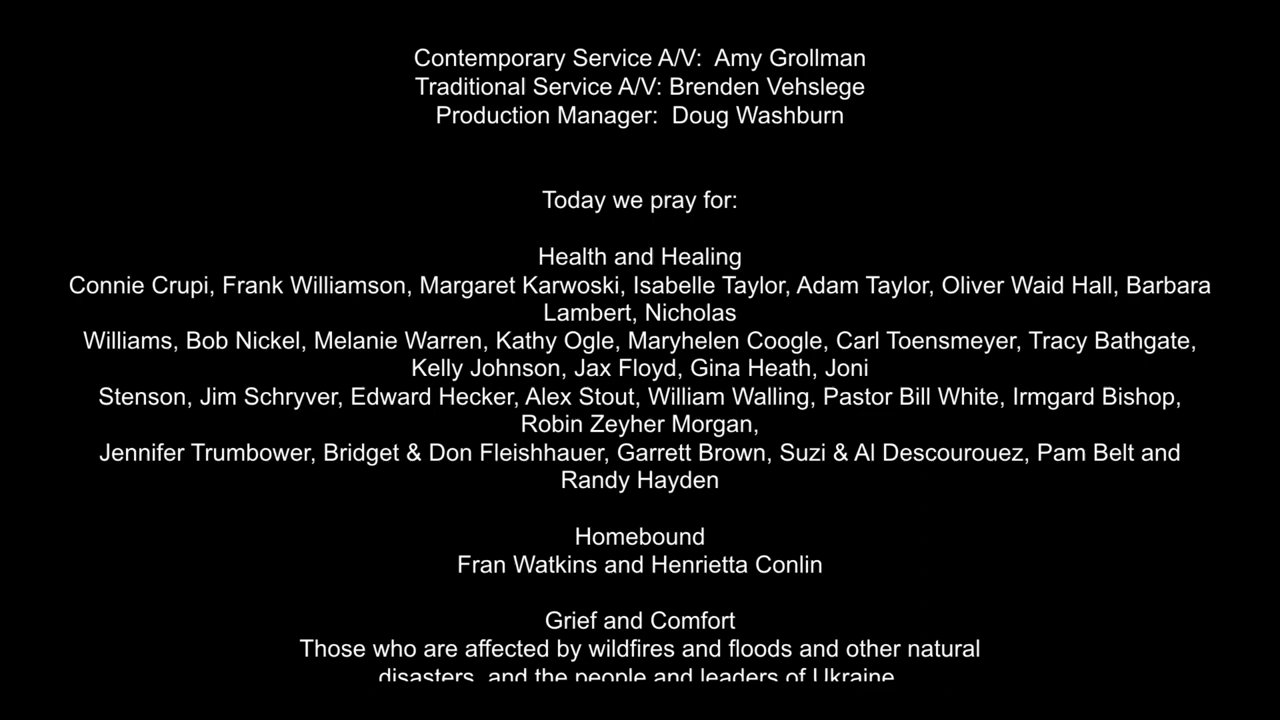 Contemporary Service A/V:  Amy Grollman
Traditional Service A/V: Brenden Vehslege
Production Manager:  Doug Washburn
Today we pray for:
Health and Healing
Connie Crupi, Frank Williamson, Margaret Karwoski, Isabelle Taylor, Adam Taylor, Oliver Waid Hall, Barbara
Lambert, Nicholas
Williams, Bob Nickel, Melanie Warren, Kathy Ogle, Maryhelen Coogle, Carl Toensmeyer, Tracy Bathgate,
Kelly Johnson, Jax Floyd, Gina Heath, Joni
Stenson, Jim Schryver, Edward Hecker, Alex Stout, William Walling, Pastor Bill White, Irmgard Bishop,
Robin Zeyher Morgan,
Jennifer Trumbower, Bridget & Don Fleishhauer, Garrett Brown, Suzi & Al Descourouez, Pam Belt and
Randy Hayden
Homebound
Fran Watkins and Henrietta Conlin
Grief and Comfort
Those who are affected by wildfires and floods and other natural
disasters, and the people and leaders of Ukraine